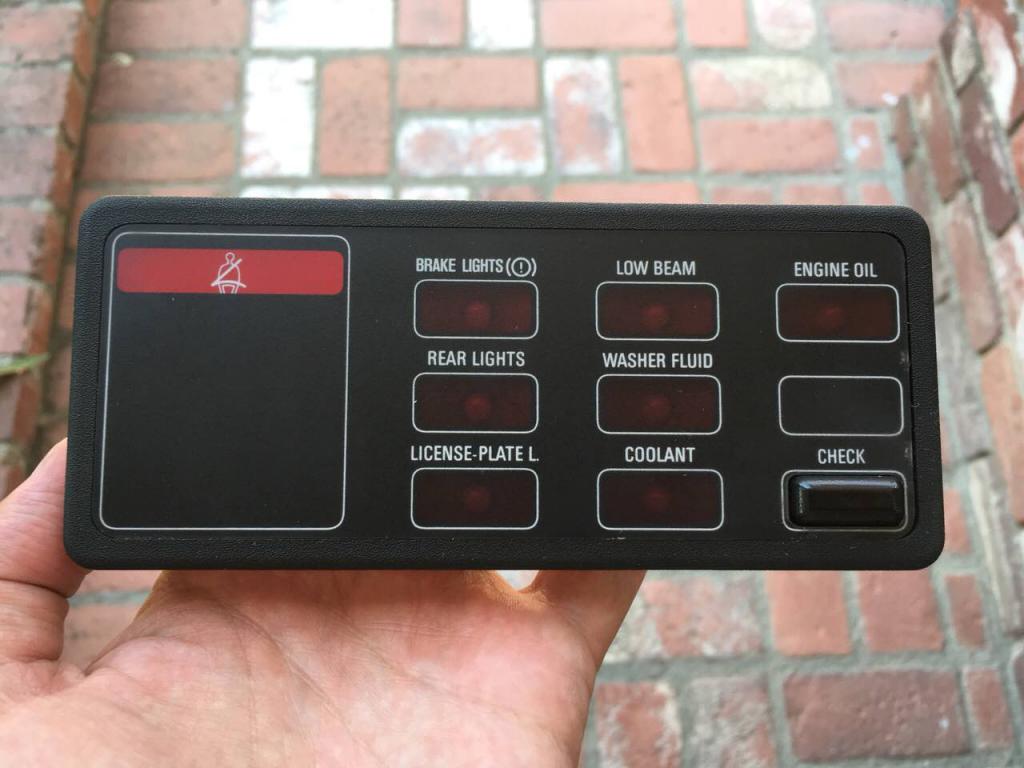 BRAKE LIGHTS(!)
LOW BEAM
ENGINE OIL
REAR LIGHTS
WASHER FLUID
LICENSE-PLATE L.
COOLANT
CHECK